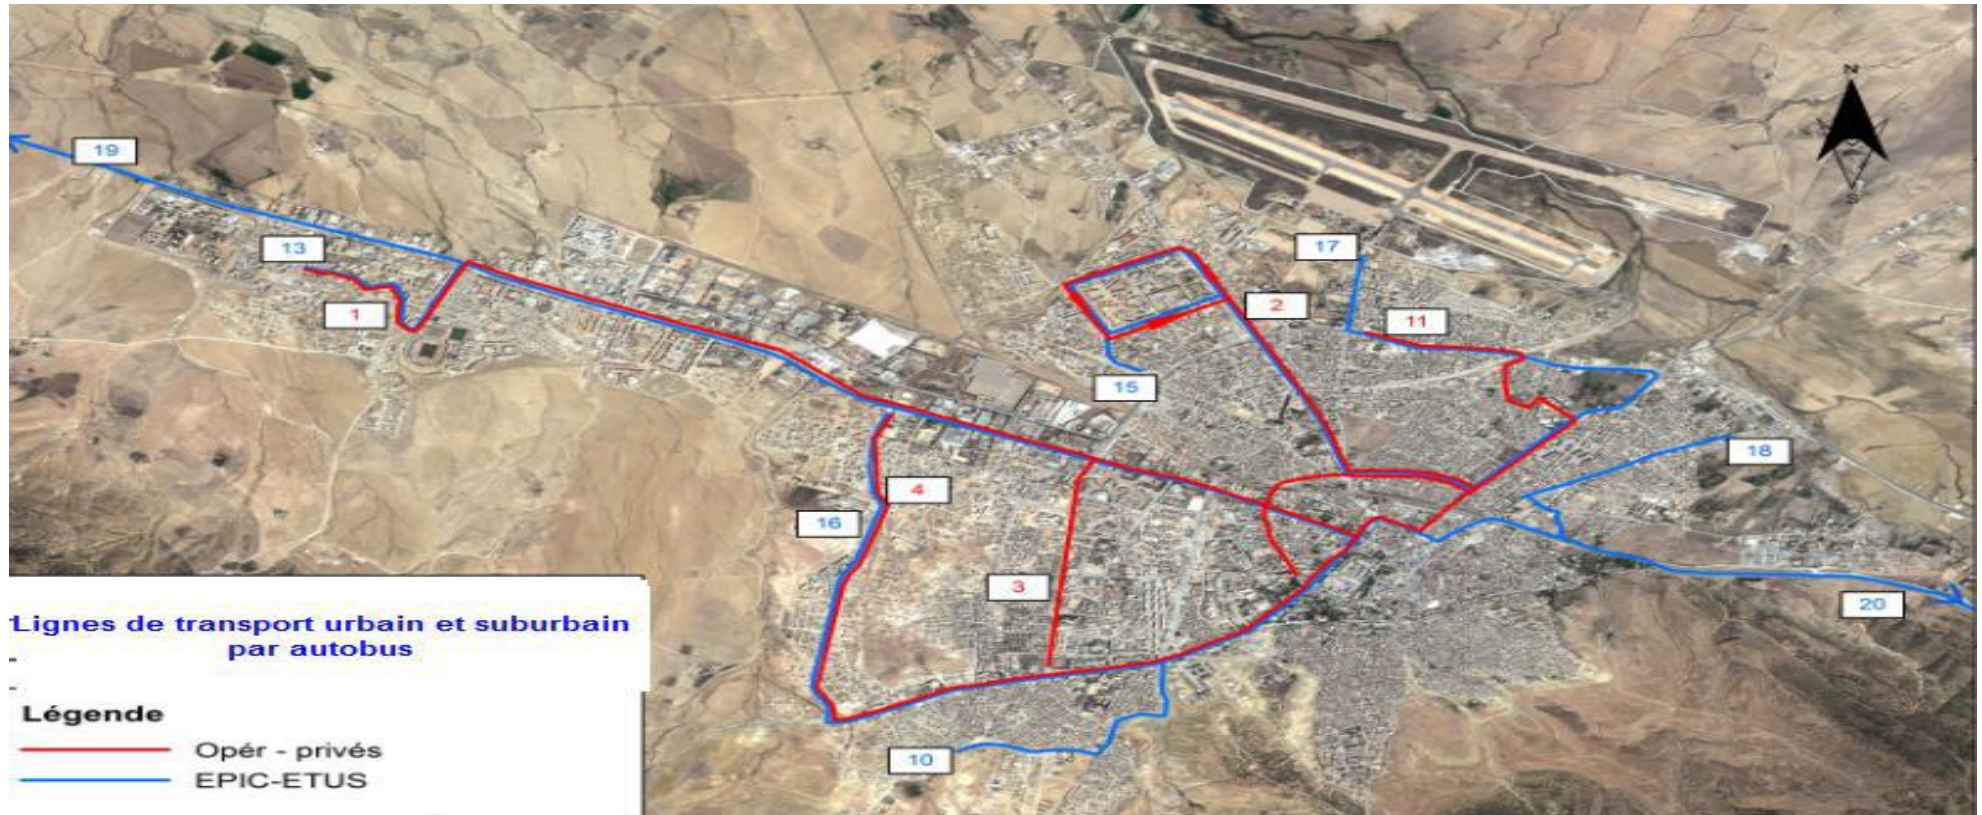 N
S
19
17
13
2
1
11
15
18
4
16
3
20
10
Lignes de transport urbain et suburbain
par autobus
Légende
Opér - privés
EPIC-ETUS